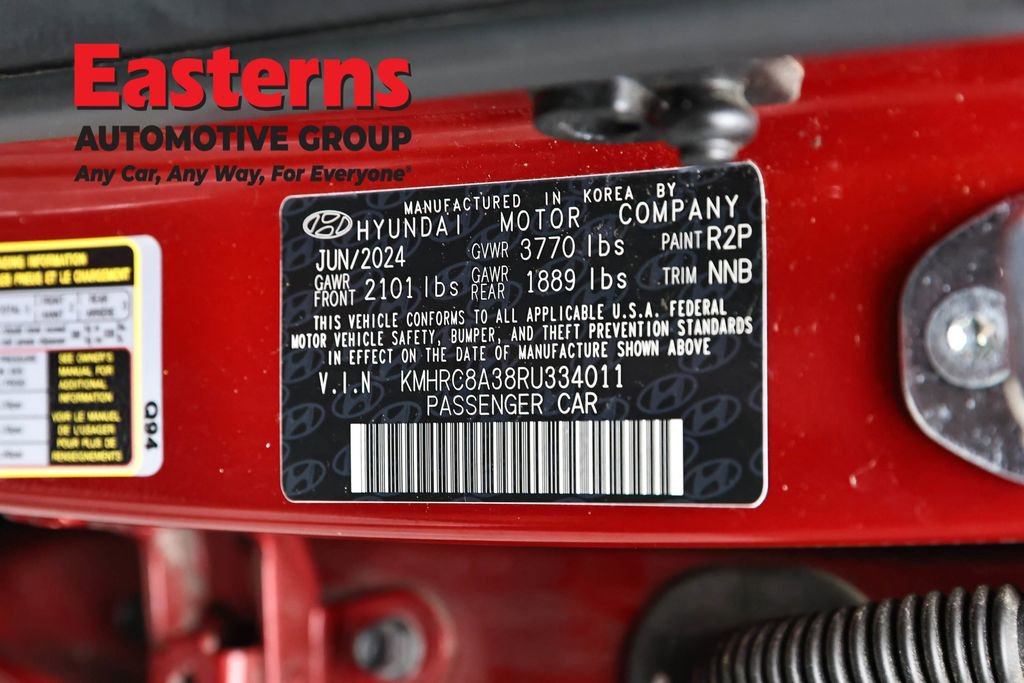 Easterns
AUTOMOTIVE GROUP
Any Car, Any Way, For Everyone®
MANUFACTURED IN KOREA BY
HYUNDAI MOTOR COMPANY
JUN/2024 GVWR 3770 lbs PAINT R2P
GAWR FRONT 2101 lbs GAWR REAR 1889 lbs TRIM NNB
THIS VEHICLE CONFORMS TO ALL APPLICABLE U.S.A. FEDERAL
MOTOR VEHICLE SAFETY, BUMPER, AND THEFT PREVENTION STANDARDS
IN EFFECT ON THE DATE OF MANUFACTURE SHOWN ABOVE
V.I.N KMHRC8A38RU334011
PASSENGER CAR
INFORMATION
ET LE CHARGEMENT
SEE OWNER'S
MANUAL FOR
ADDITIONAL
INFORMATION
VOIR LE MANUEL
DE L'USAGER
POUR PLUS DE
RENSEIGNEMENTS
Q94